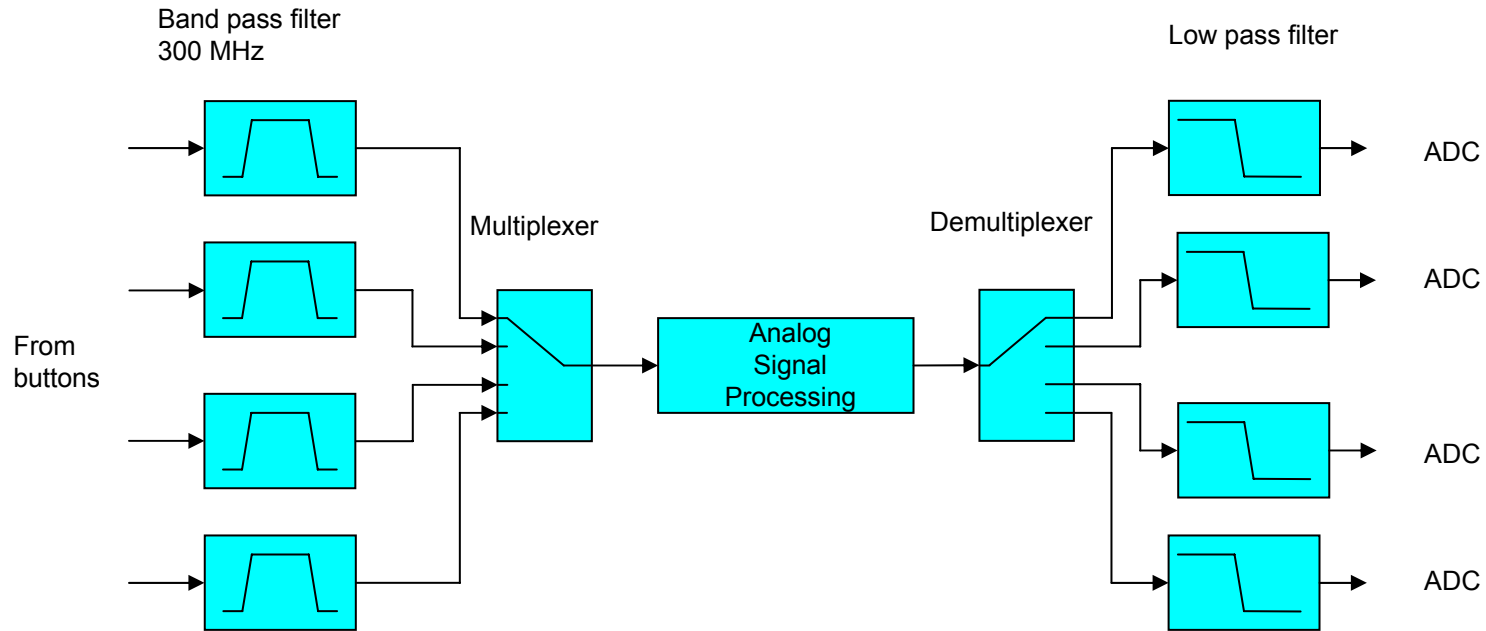 Band pass filter
300 MHz
Low pass filter
ADC
Multiplexer
Demultiplexer
ADC
From
buttons
Analog
Signal
Processing
ADC
ADC